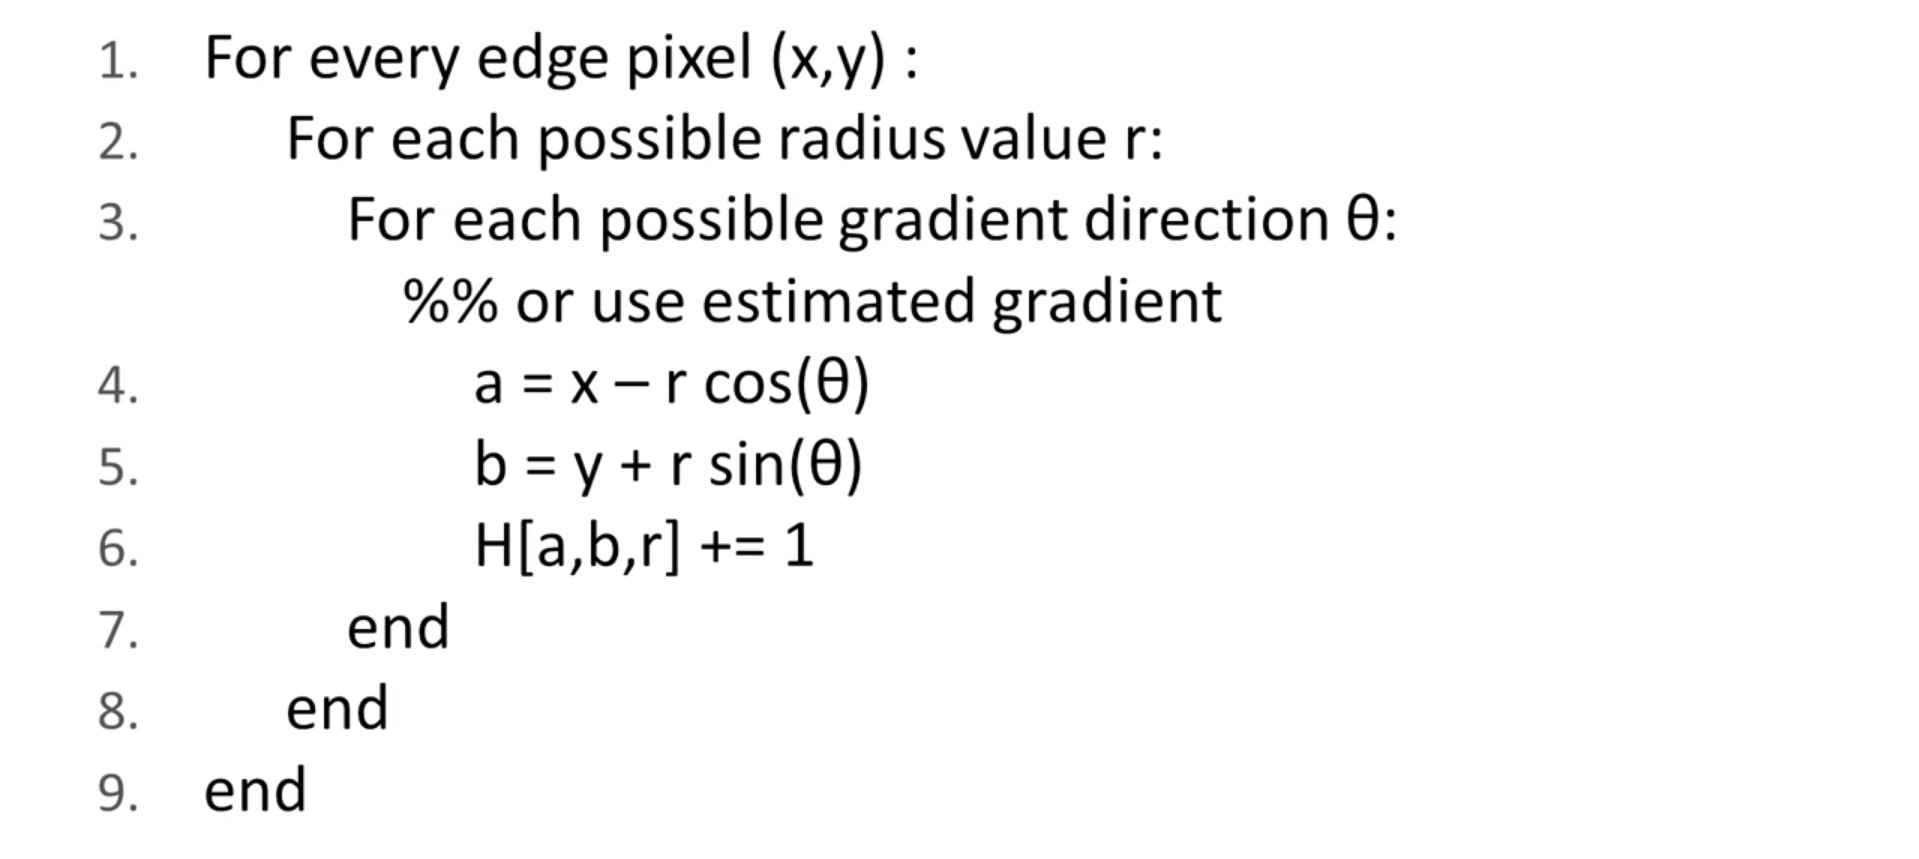 1. For every edge pixel (x,y) :
2. For each possible radius value r:
3. For each possible gradient direction θ:
%% or use estimated gradient
4. a = x – r cos(θ)
5. b = y + r sin(θ)
6. H[a,b,r] += 1
7. end
8. end
9. end